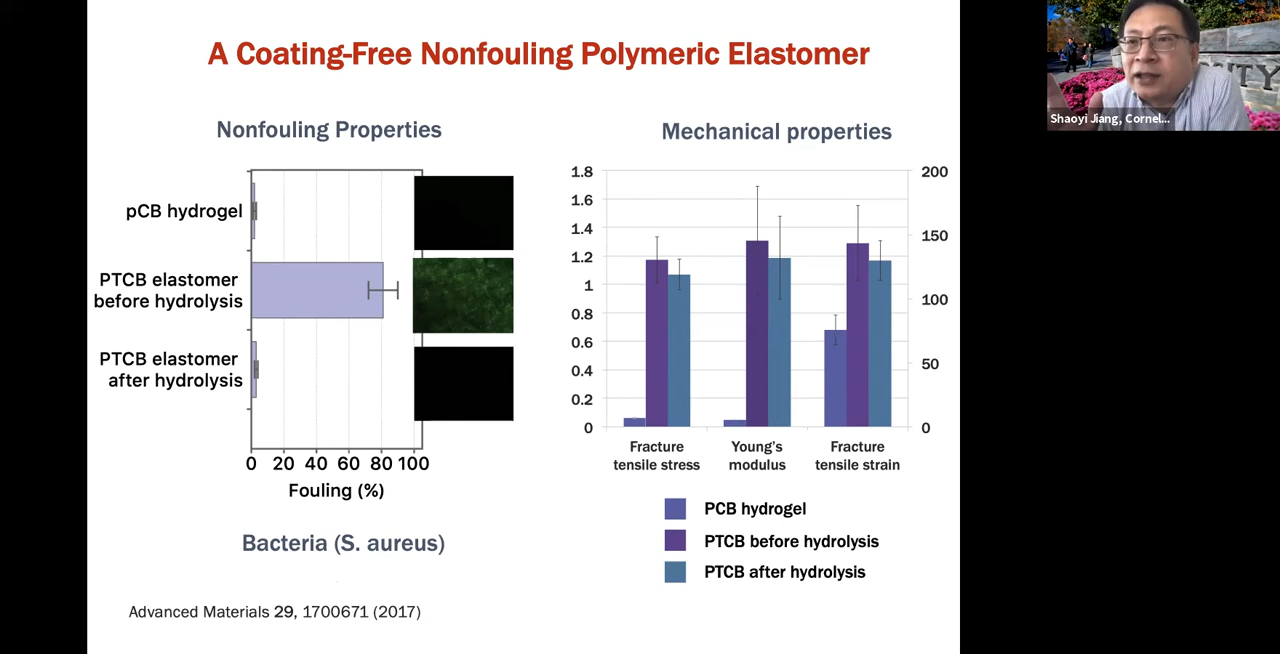 A Coating-Free Nonfouling Polymeric Elastomer
Nonfouling Properties
pCB hydrogel
PTCB elastomer
before hydrolysis
PTCB elastomer
after hydrolysis
0 20 40 60 80 100
Fouling (%)
Bacteria (S. aureus)
Advanced Materials 29, 1700671 (2017)
Mechanical properties
1.8
1.6
1.4
1.2
1
0.8
0.6
0.4
0.2
0
200
150
100
50
0
Fracture
tensile stress
Young's
modulus
Fracture
tensile strain
PCB hydrogel
PTCB before hydrolysis
PTCB after hydrolysis
Shaoyi Jiang, Cornel...